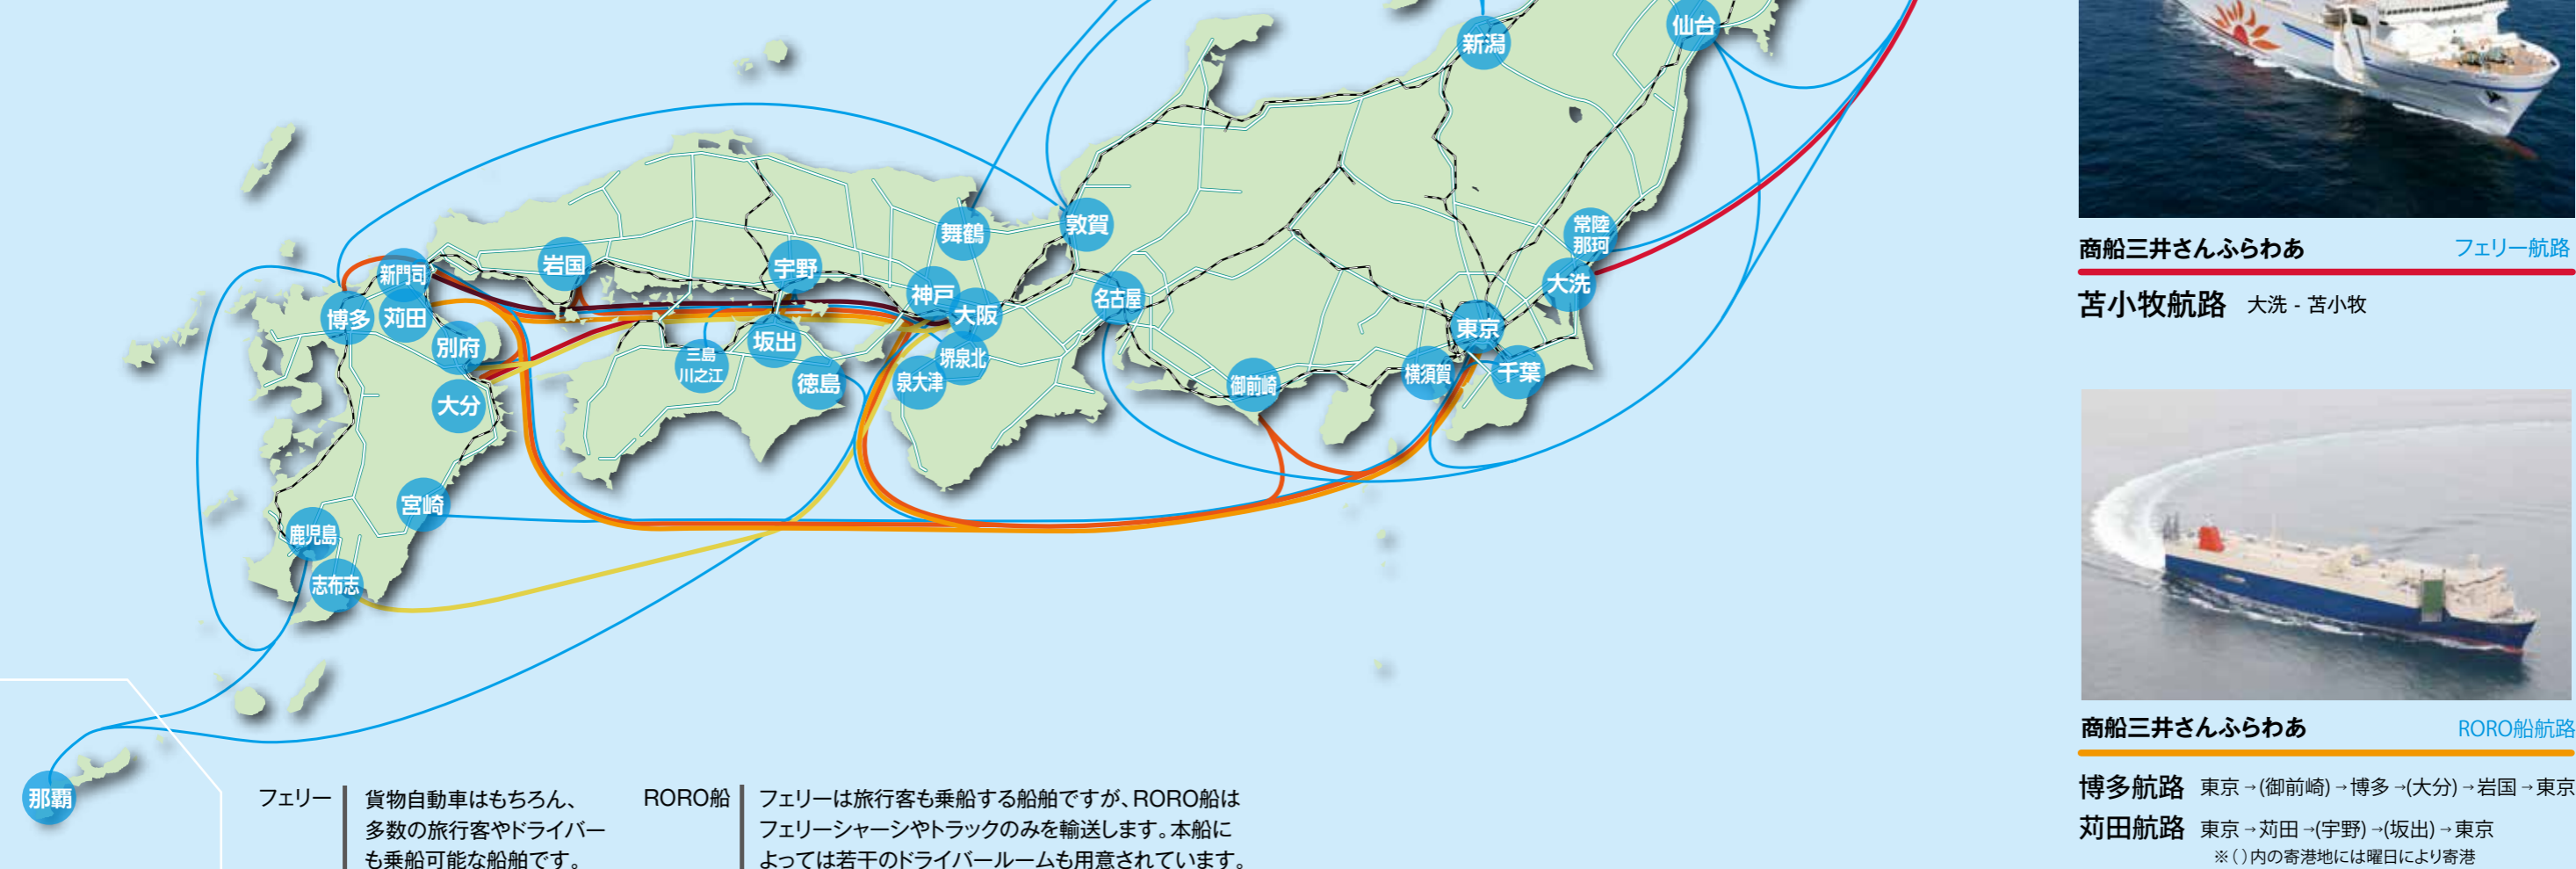 仙台
新潟
常陸
那珂
大洗
敦賀
舞鶴
岩国
宇野
新門司
神戸
大阪
名古屋
博多
苅田
別府
三島
川之江
坂出
徳島
堺泉北
泉大津
東京
横須賀
千葉
御前崎
大分
宮崎
鹿児島
志布志
那覇
フェリー
貨物自動車はもちろん、
多数の旅行客やドライバー
も乗船可能な船舶です。
RORO船
フェリーは旅行客も乗船する船舶ですが、RORO船は
フェリーシャーシやトラックのみを輸送します。本船に
よっては若干のドライバールームも用意されています。
商船三井さんふらわあ フェリー航路
苫小牧航路 大洗 - 苫小牧
商船三井さんふらわあ RORO船航路
博多航路 東京→(御前崎)→博多→(大分)→岩国→東京
苅田航路 東京→苅田→(宇野)→(坂出)→東京
※( )内の寄港地には曜日により寄港